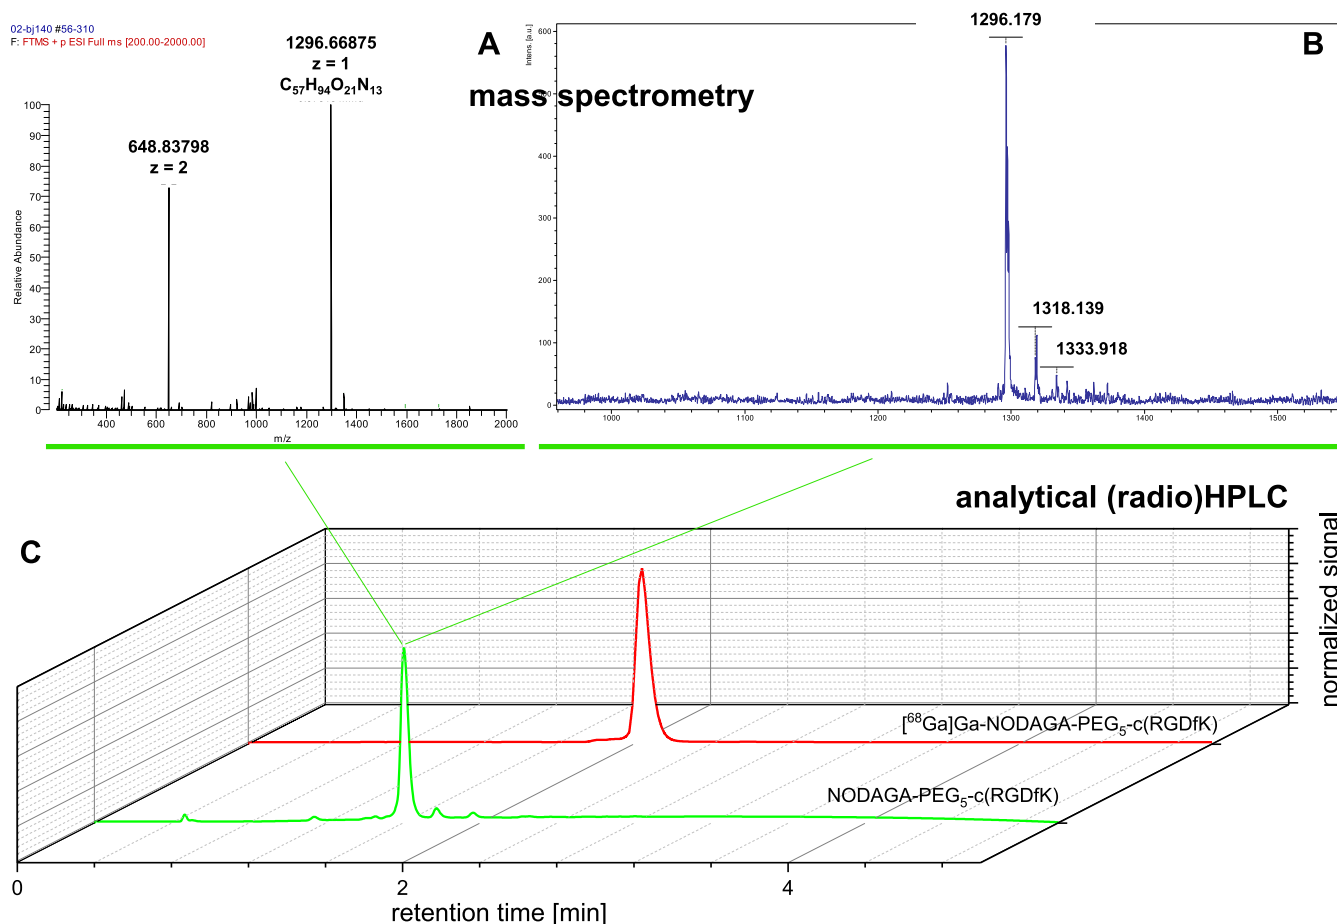 02-bj140 #56-310
F: FTMS + p ESI Full ms [200.00-2000.00]
1296.66875
z = 1
C57H94O21N13
A
648.83798
z = 2
Relative Abundance
100
90
80
70
60
50
40
30
20
10
0
400
600
800
1000
1200
1400
1600
1800
2000
m/z
mass spectrometry
1296.179
B
Intens. [a.u.]
600
400
300
200
100
0
1318.139
1333.918
1000
1100
1200
1300
1400
1500
analytical (radio)HPLC
C
normalized signal
[68Ga]Ga-NODAGA-PEG5-c(RGDfK)
NODAGA-PEG5-c(RGDfK)
0
2
4
retention time [min]